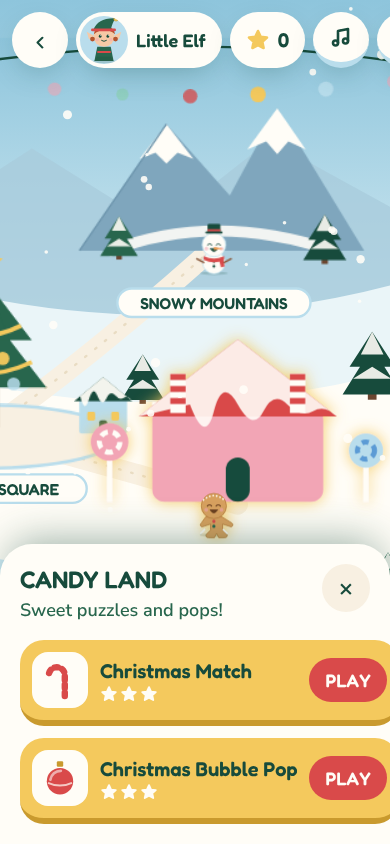 Little Elf
0
SNOWY MOUNTAINS
SQUARE
CANDY LAND
Sweet puzzles and pops!
Christmas Match
PLAY
Christmas Bubble Pop
PLAY